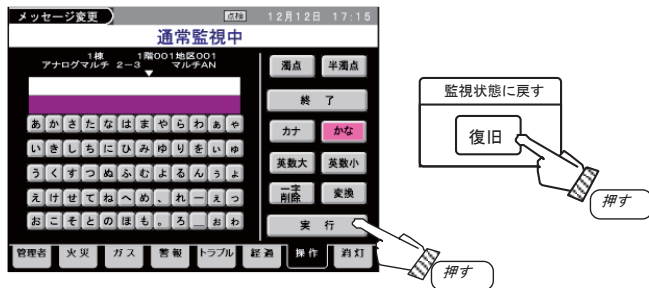 メッセージ変更 点検 12月12日 17:15
通常監視中
1棟 1階001地区001
アナログマルチ 2-3 マルチAN
濁点 半濁点
終 了
カナ かな
英数大 英数小
一字削除 変換
実 行
あ か さ た な は ま や ら わ ぁ ゃ
い き し ち に ひ み ゆ り を ぃ ゅ
う く す つ ぬ ふ む よ る ん ぅ ょ
え け せ て ね へ め 、 れ ー ぇ っ
お こ そ と の ほ も 。 ろ _ ぉ ゎ
管理者 火災 ガス 警報 トラブル 経過 操作 消灯
押す
監視状態に戻す
復旧
押す